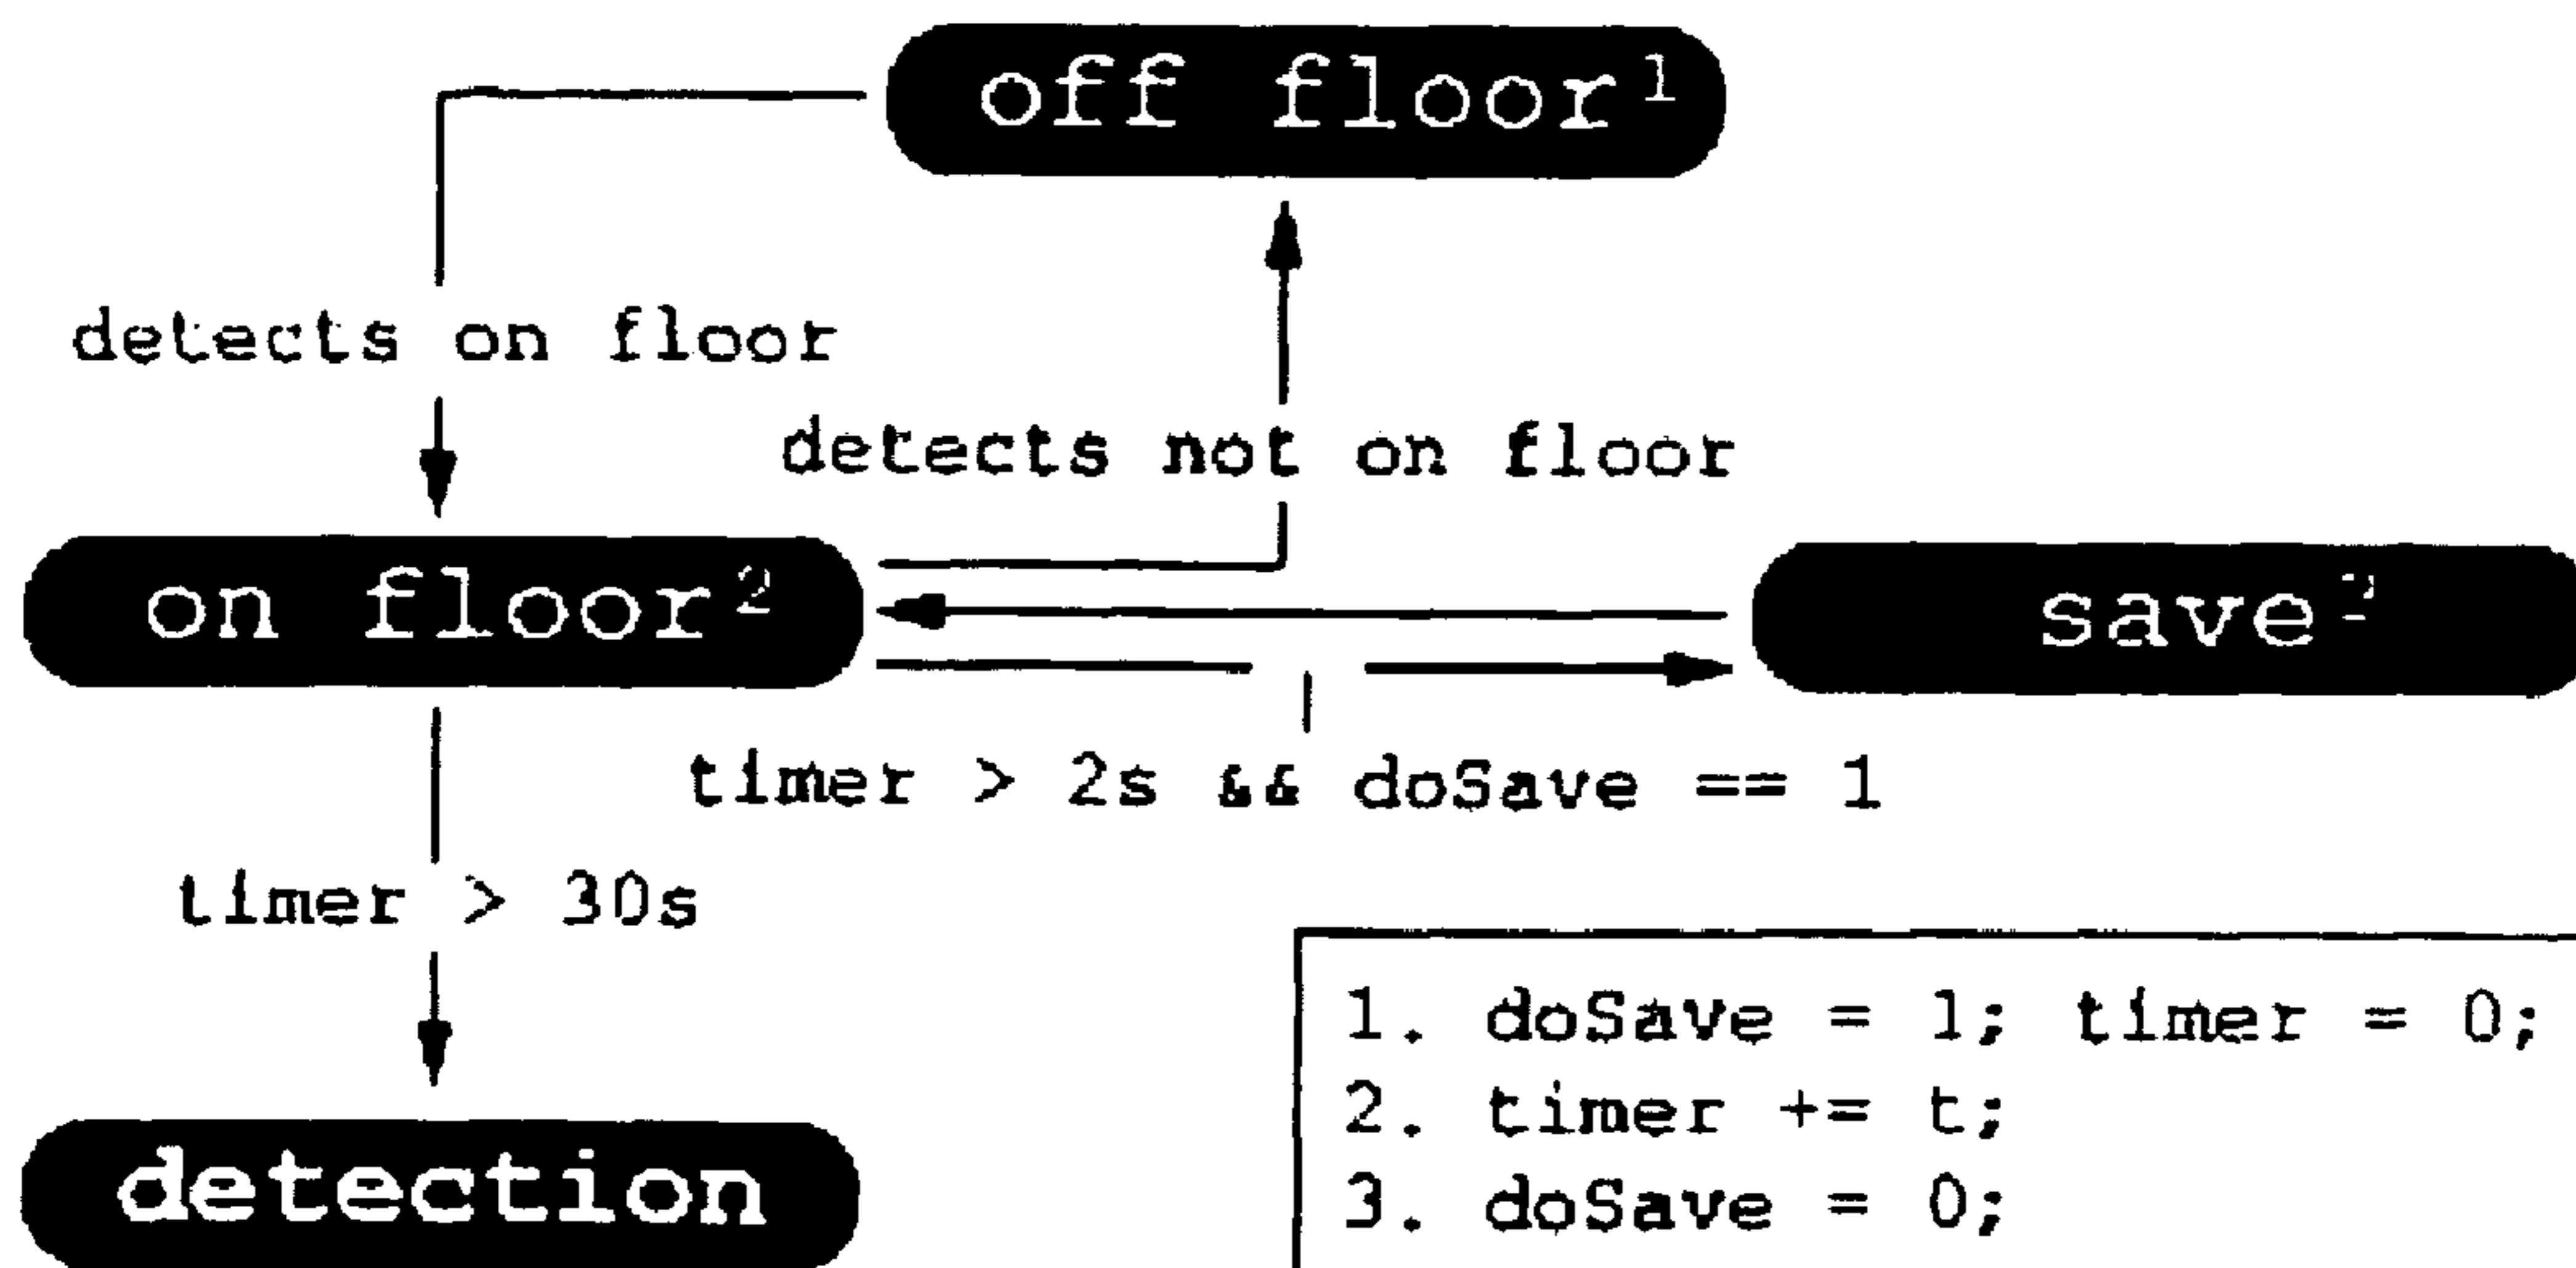 off floor¹
detects on floor
detects not on floor
on floor²
save
timer > 2s && doSave == 1
timer > 30s
detection
1. doSave = 1; timer = 0;
2. timer += t;
3. doSave = 0;